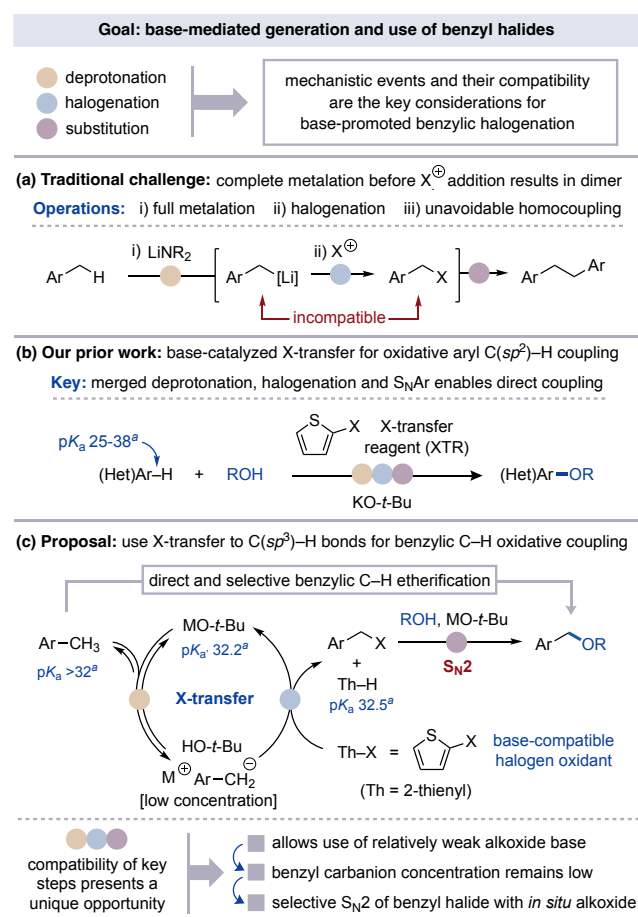 Goal: base-mediated generation and use of benzyl halides
deprotonation
halogenation
substitution
mechanistic events and their compatibility
are the key considerations for
base-promoted benzylic halogenation
(a) Traditional challenge: complete metalation before X⊕ addition results in dimer
Operations: i) full metalation ii) halogenation iii) unavoidable homocoupling
i) LiNR2
ii) X⊕
Ar H
Ar [Li]
Ar X
Ar Ar
incompatible
(b) Our prior work: base-catalyzed X-transfer for oxidative aryl C(sp2)–H coupling
Key: merged deprotonation, halogenation and SNAr enables direct coupling
pKa 25-38a
S X
X-transfer
reagent (XTR)
(Het)Ar–H + ROH
(Het)Ar–OR
KO-t-Bu
(c) Proposal: use X-transfer to C(sp3)–H bonds for benzylic C–H oxidative coupling
direct and selective benzylic C–H etherification
Ar–CH3
pKa >32a
MO-t-Bu
pKa' 32.2a
X-transfer
HO-t-Bu
M⊕ Ar–CH2⊖
[low concentration]
Ar X
+
Th–H
pKa 32.5a
ROH, MO-t-Bu
SN2
Ar OR
Th–X = S X
(Th = 2-thienyl)
base-compatible
halogen oxidant
compatibility of key
steps presents a
unique opportunity
allows use of relatively weak alkoxide base
benzyl carbanion concentration remains low
selective SN2 of benzyl halide with in situ alkoxide